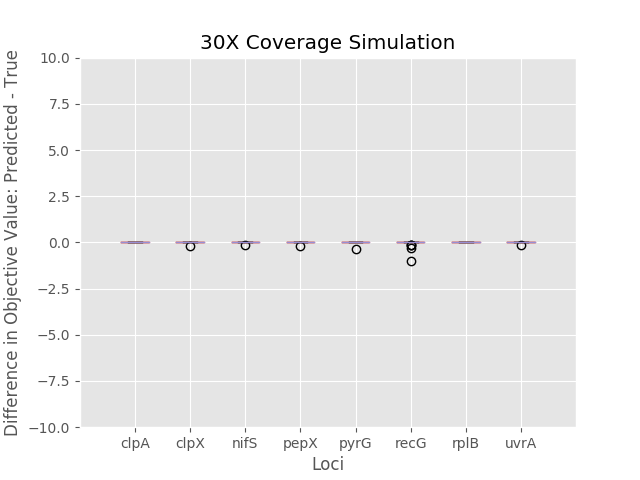 30X Coverage Simulation
Difference in Objective Value: Predicted - True
10.0
7.5
5.0
2.5
0.0
−2.5
−5.0
−7.5
−10.0
clpA clpX nifS pepX pyrG recG rplB uvrA
Loci